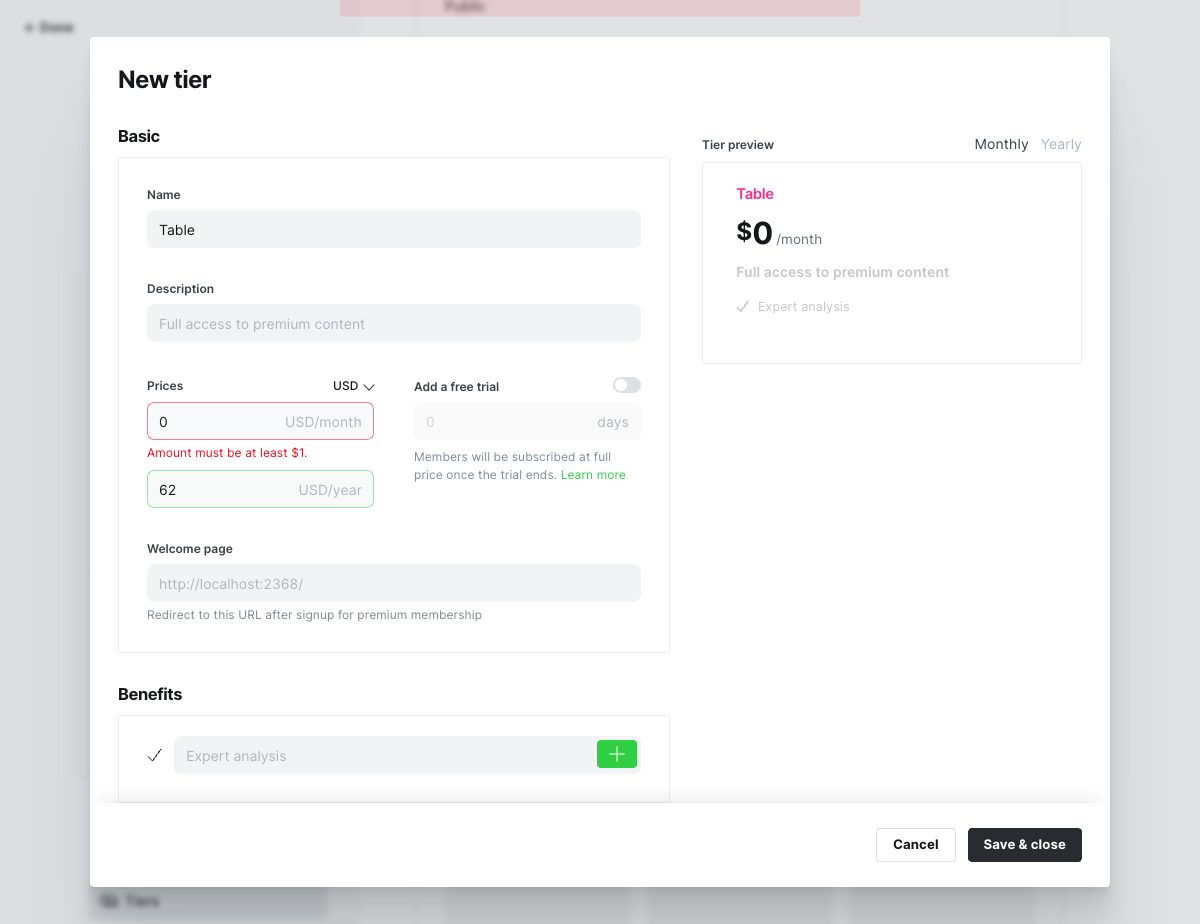 Public
← Done
New tier
Basic
Name
Table
Description
Full access to premium content
Prices
USD
0 USD/month
Amount must be at least $1.
62 USD/year
Add a free trial
0 days
Members will be subscribed at full
price once the trial ends. Learn more
Welcome page
http://localhost:2368/
Redirect to this URL after signup for premium membership
Benefits
Expert analysis
Tier preview
Monthly Yearly
Table
$0 /month
Full access to premium content
Expert analysis
Cancel
Save & close
Tiers